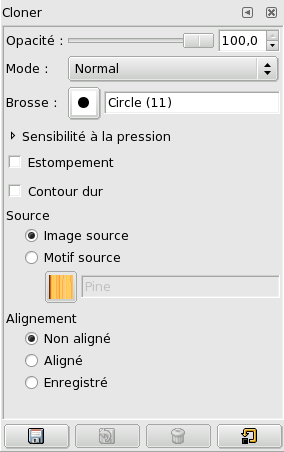 Cloner
Opacité : 100,0
Mode : Normal
Brosse : Circle (11)
Sensibilité à la pression
Estompement
Contour dur
Source
Image source
Motif source
Pine
Alignement
Non aligné
Aligné
Enregistré